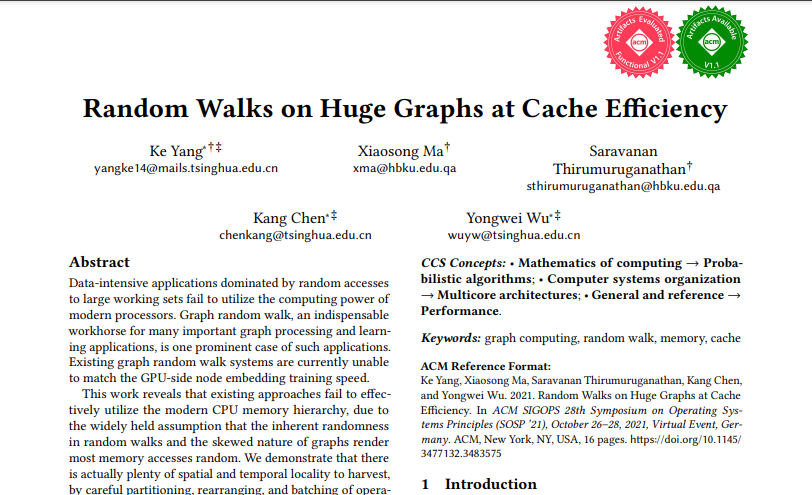 Artifacts Evaluated
acm
Functional V1.1
Artifacts Available
acm
V1.1
Random Walks on Huge Graphs at Cache Efficiency
Ke Yang*†‡
yangke14@mails.tsinghua.edu.cn
Xiaosong Ma†
xma@hbku.edu.qa
Saravanan
Thirumuruganathan†
sthirumuruganathan@hbku.edu.qa
Kang Chen*‡
chenkang@tsinghua.edu.cn
Yongwei Wu*‡
wuyw@tsinghua.edu.cn
Abstract
Data-intensive applications dominated by random accesses
to large working sets fail to utilize the computing power of
modern processors. Graph random walk, an indispensable
workhorse for many important graph processing and learn-
ing applications, is one prominent case of such applications.
Existing graph random walk systems are currently unable
to match the GPU-side node embedding training speed.
This work reveals that existing approaches fail to effec-
tively utilize the modern CPU memory hierarchy, due to
the widely held assumption that the inherent randomness
in random walks and the skewed nature of graphs render
most memory accesses random. We demonstrate that there
is actually plenty of spatial and temporal locality to harvest,
by careful partitioning, rearranging, and batching of opera-
CCS Concepts: • Mathematics of computing → Proba-
bilistic algorithms; • Computer systems organization
→ Multicore architectures; • General and reference →
Performance.
Keywords: graph computing, random walk, memory, cache
ACM Reference Format:
Ke Yang, Xiaosong Ma, Saravanan Thirumuruganathan, Kang Chen,
and Yongwei Wu. 2021. Random Walks on Huge Graphs at Cache
Efficiency. In ACM SIGOPS 28th Symposium on Operating Sys-
tems Principles (SOSP '21), October 26–28, 2021, Virtual Event, Ger-
many. ACM, New York, NY, USA, 16 pages. https://doi.org/10.1145/
3477132.3483575
1 Introduction